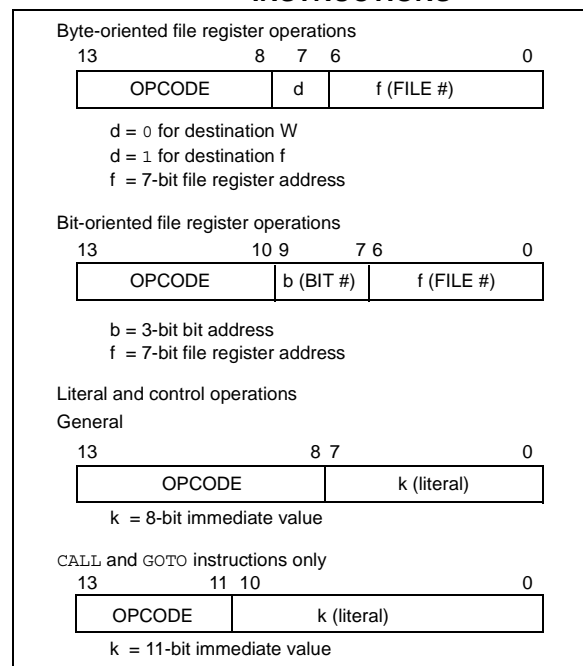 INSTRUCTIONS
Byte-oriented file register operations
13 8 7 6 0
OPCODE d f (FILE #)
d = 0 for destination W
d = 1 for destination f
f = 7-bit file register address
Bit-oriented file register operations
13 10 9 7 6 0
OPCODE b (BIT #) f (FILE #)
b = 3-bit bit address
f = 7-bit file register address
Literal and control operations
General
13 8 7 0
OPCODE k (literal)
k = 8-bit immediate value
CALL and GOTO instructions only
13 11 10 0
OPCODE k (literal)
k = 11-bit immediate value